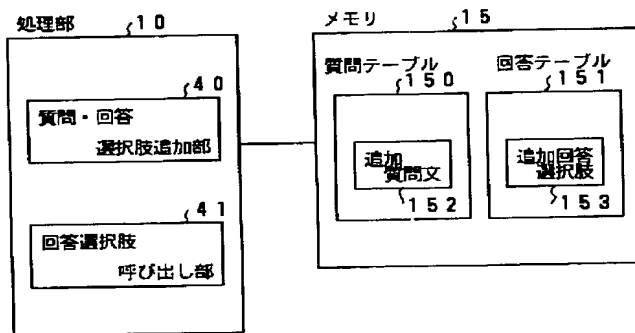 処理部 10
メモリ 15
質問テーブル 150
回答テーブル 151
40
質問・回答
選択肢追加部
追加
質問文
152
追加回答
選択肢
153
41
回答選択肢
呼び出し部